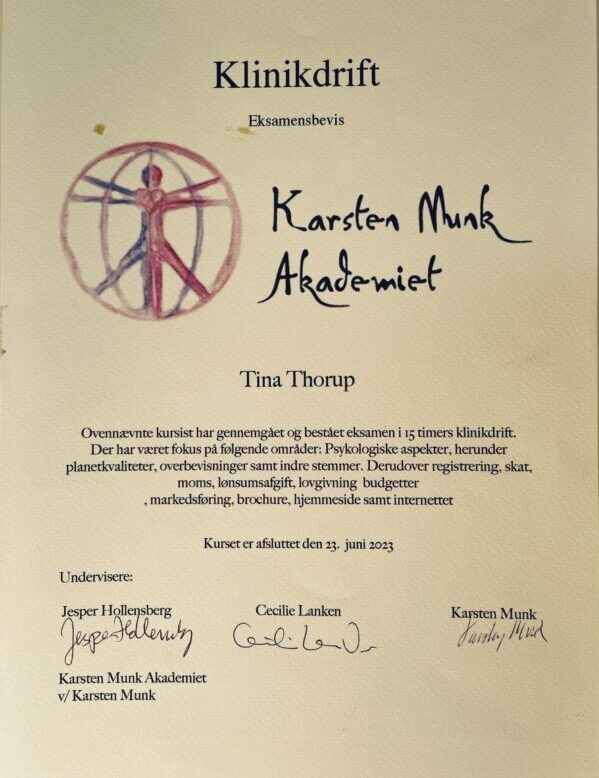 Klinikdrift
Eksamensbevis
Karsten Munk
Akademiet
Tina Thorup
Ovennævnte kursist har gennemgået og bestået eksamen i 15 timers klinikdrift.
Der har været fokus på følgende områder: Psykologiske aspekter, herunder
planetkvaliteter, overbevisninger samt indre stemmer. Derudover registrering, skat,
moms, lønsumsafgift, lovgivning budgetter
, markedsføring, brochure, hjemmeside samt internettet
Kurset er afsluttet den 23. juni 2023
Undervisere:
Jesper Hollensberg Cecilie Lanken Karsten Munk
Karsten Munk Akademiet
v/ Karsten Munk